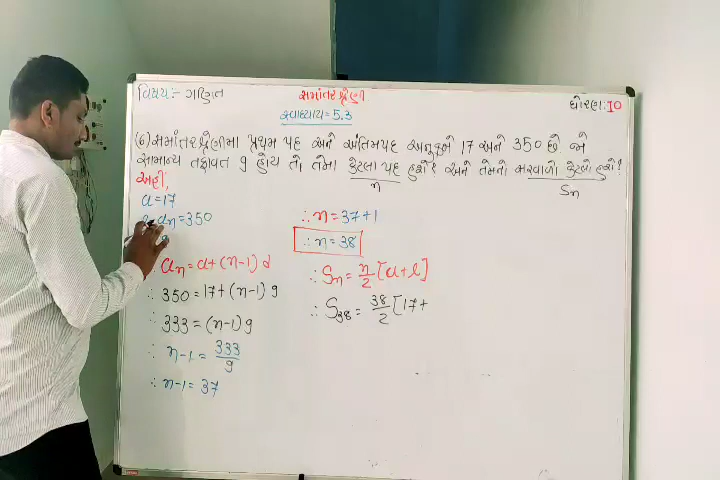 વિષય:- ગણિત
સમાંતર શ્રેણી
ધોરણ: 10
સ્વાધ્યાય = 5.3
(6) સમાંતર શ્રેણીમાં પ્રથમ પદ અને અંતિમપદ અનુક્રમે 17 અને 350 છે. જો
સામાન્ય તફાવત 9 હોય તો, તેમાં કેટલા પદ હશે? અને તેમનો સરવાળો કેટલો હશે?
n
Sn
અહીં,
a = 17
an = 350
9
an = a + (n-1) d
∴ 350 = 17 + (n-1) 9
∴ 333 = (n-1) 9
∴ n-1 = 333/9
∴ n-1 = 37
∴ n = 37+1
∴ n = 38
∴ Sn = n/2 [a+l]
∴ S38 = 38/2 [17+